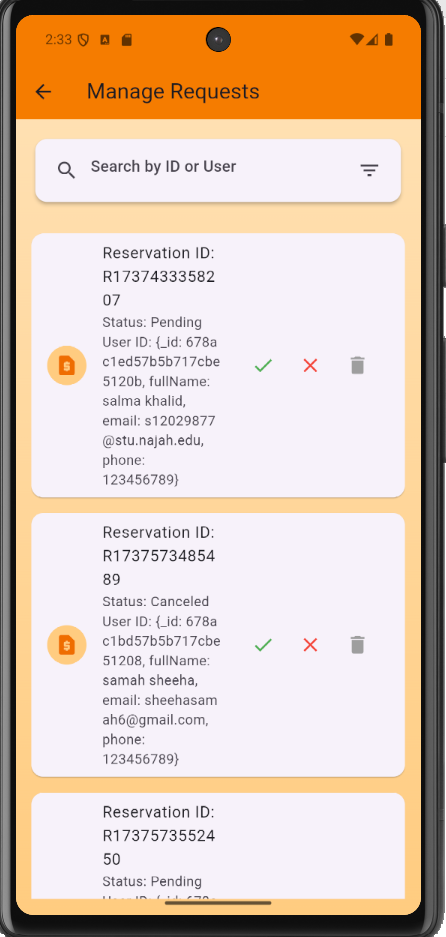 2:33
Manage Requests
Search by ID or User
Reservation ID:
R17374333582
07
Status: Pending
User ID: {_id: 678a
c1ed57b5b717cbe
5120b, fullName:
salma khalid,
email: s12029877
@stu.najah.edu,
phone:
123456789}
Reservation ID:
R17375734854
89
Status: Canceled
User ID: {_id: 678a
c1bd57b5b717cbe
51208, fullName:
samah sheeha,
email: sheehasam
ah6@gmail.com,
phone:
123456789}
Reservation ID:
R17375735524
50
Status: Pending